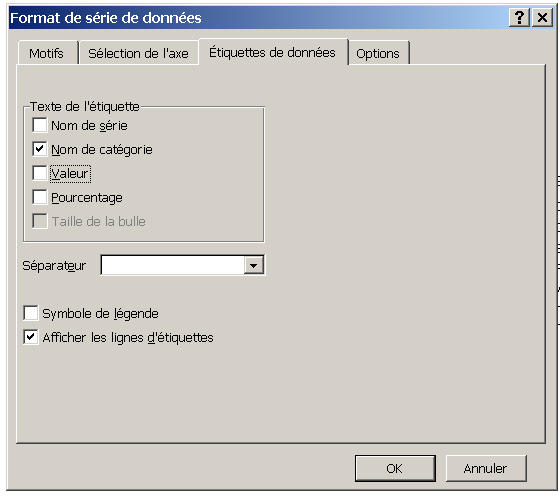 Format de série de données
Motifs Sélection de l'axe Étiquettes de données Options
Texte de l'étiquette
Nom de série
Nom de catégorie
Valeur
Pourcentage
Taille de la bulle
Séparateur
Symbole de légende
Afficher les lignes d'étiquettes
OK Annuler